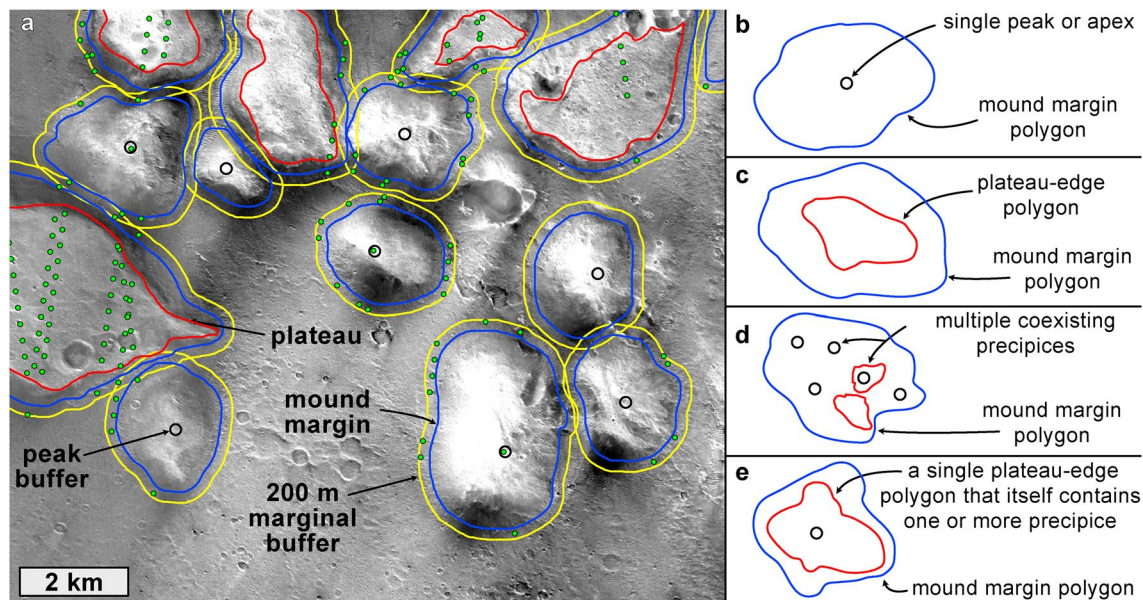 a
plateau
mound
margin
peak
buffer
200 m
marginal
buffer
2 km
b
single peak or apex
mound margin
polygon
c
plateau-edge
polygon
mound margin
polygon
d
multiple coexisting
precipices
mound margin
polygon
e
a single plateau-edge
polygon that itself contains
one or more precipice
mound margin polygon